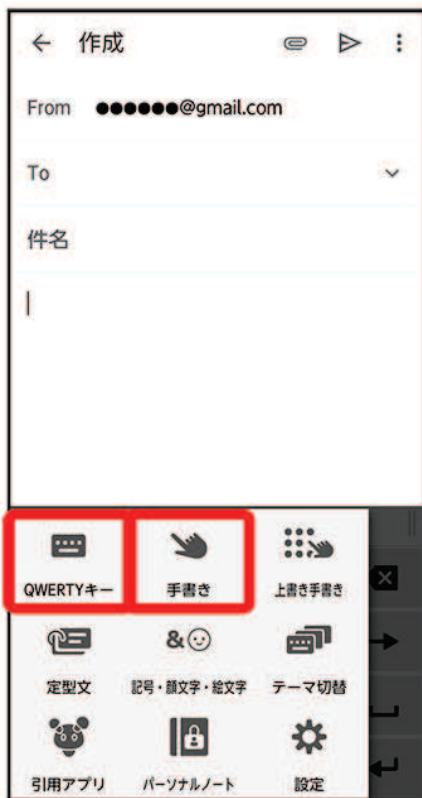 作成
From ●●●●●●@gmail.com
To
件名
QWERTYキー 手書き 上書き手書き
定型文 記号・顔文字・絵文字 テーマ切替
引用アプリ パーソナルノート 設定